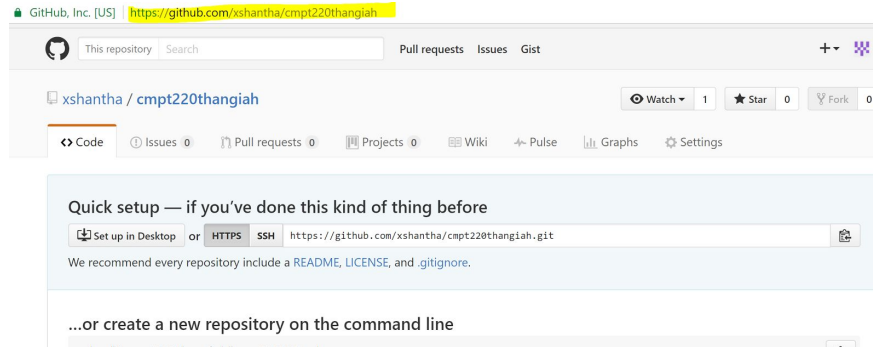 GitHub, Inc. [US] https://github.com/xshantha/cmpt220thangiah
This repository Search Pull requests Issues Gist
xshantha / cmpt220thangiah Watch 1 Star 0 Fork 0
Code Issues 0 Pull requests 0 Projects 0 Wiki Pulse Graphs Settings
Quick setup — if you've done this kind of thing before
Set up in Desktop or HTTPS SSH https://github.com/xshantha/cmpt220thangiah.git
We recommend every repository include a README, LICENSE, and .gitignore.
...or create a new repository on the command line